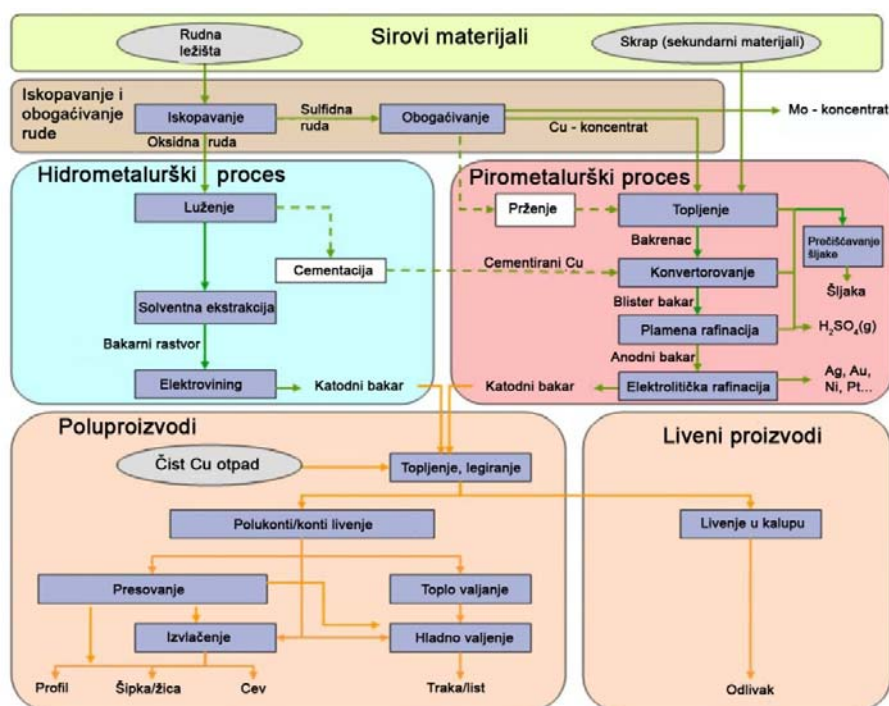 Sirovi materijali
Rudna
ležišta
Skrap (sekundarni materijali)
Iskopavanje i
obogaćivanje
rude
Iskopavanje
Sulfidna
ruda
Obogaćivanje
Cu - koncentrat
Mo - koncentrat
Oksidna ruda
Hidrometalurški proces
Luženje
Cementacija
Solventna ekstrakcija
Bakarni rastvor
Elektrovining
Katodni bakar
Pirometalurški proces
Prženje
Topljenje
Bakrenac
Prečišćavanje
šljake
Šljaka
Cementirani Cu
Konvertorovanje
Blister bakar
Plamena rafinacija
H₂SO₄(g)
Anodni bakar
Elektrolitička rafinacija
Ag, Au,
Ni, Pt...
Katodni bakar
Poluproizvodi
Čist Cu otpad
Topljenje, legiranje
Polukonti/konti livenje
Presovanje
Toplo valjanje
Izvlačenje
Hladno valjenje
Profil
Šipka/žica
Cev
Traka/list
Liveni proizvodi
Livenje u kalupu
Odlivak